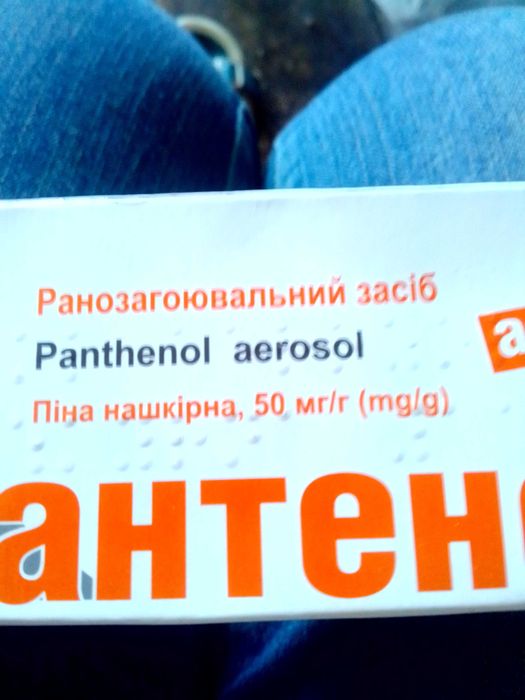 Ранозагоювальний засіб
Panthenol aerosol
Піна нашкірна, 50 мг/г (mg/g)
антен